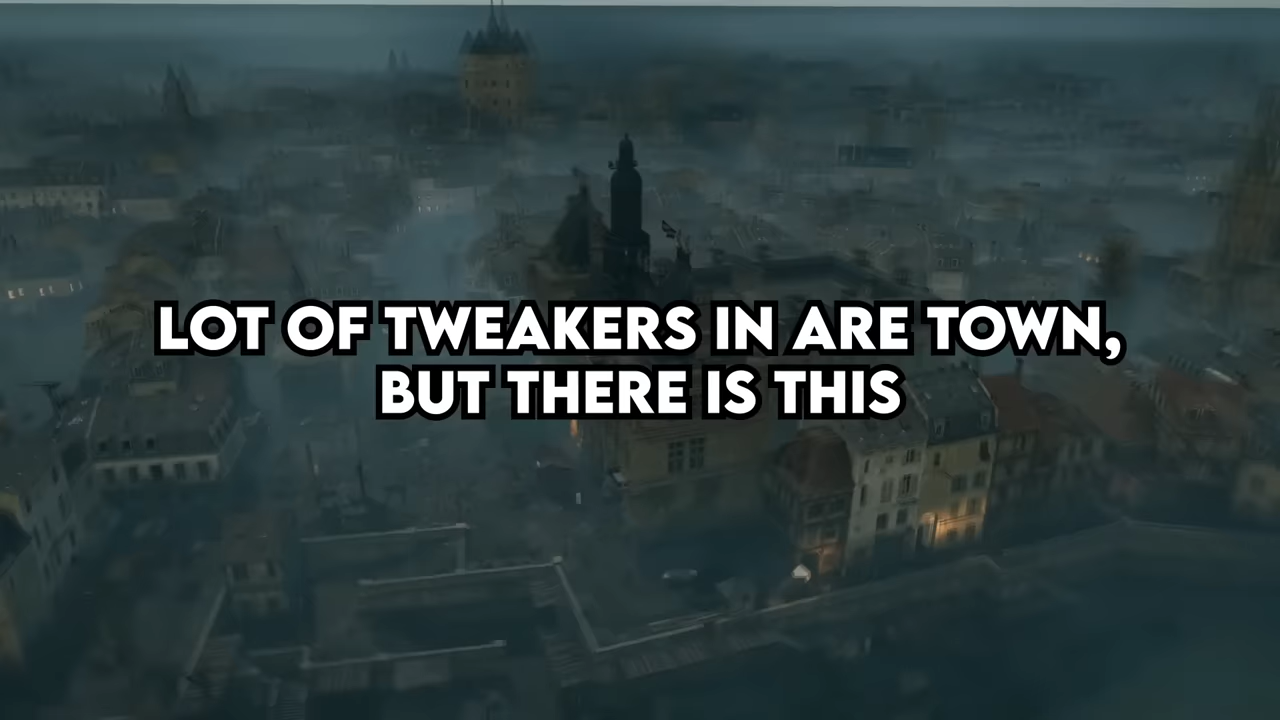 LOT OF TWEAKERS IN ARE TOWN,
BUT THERE IS THIS